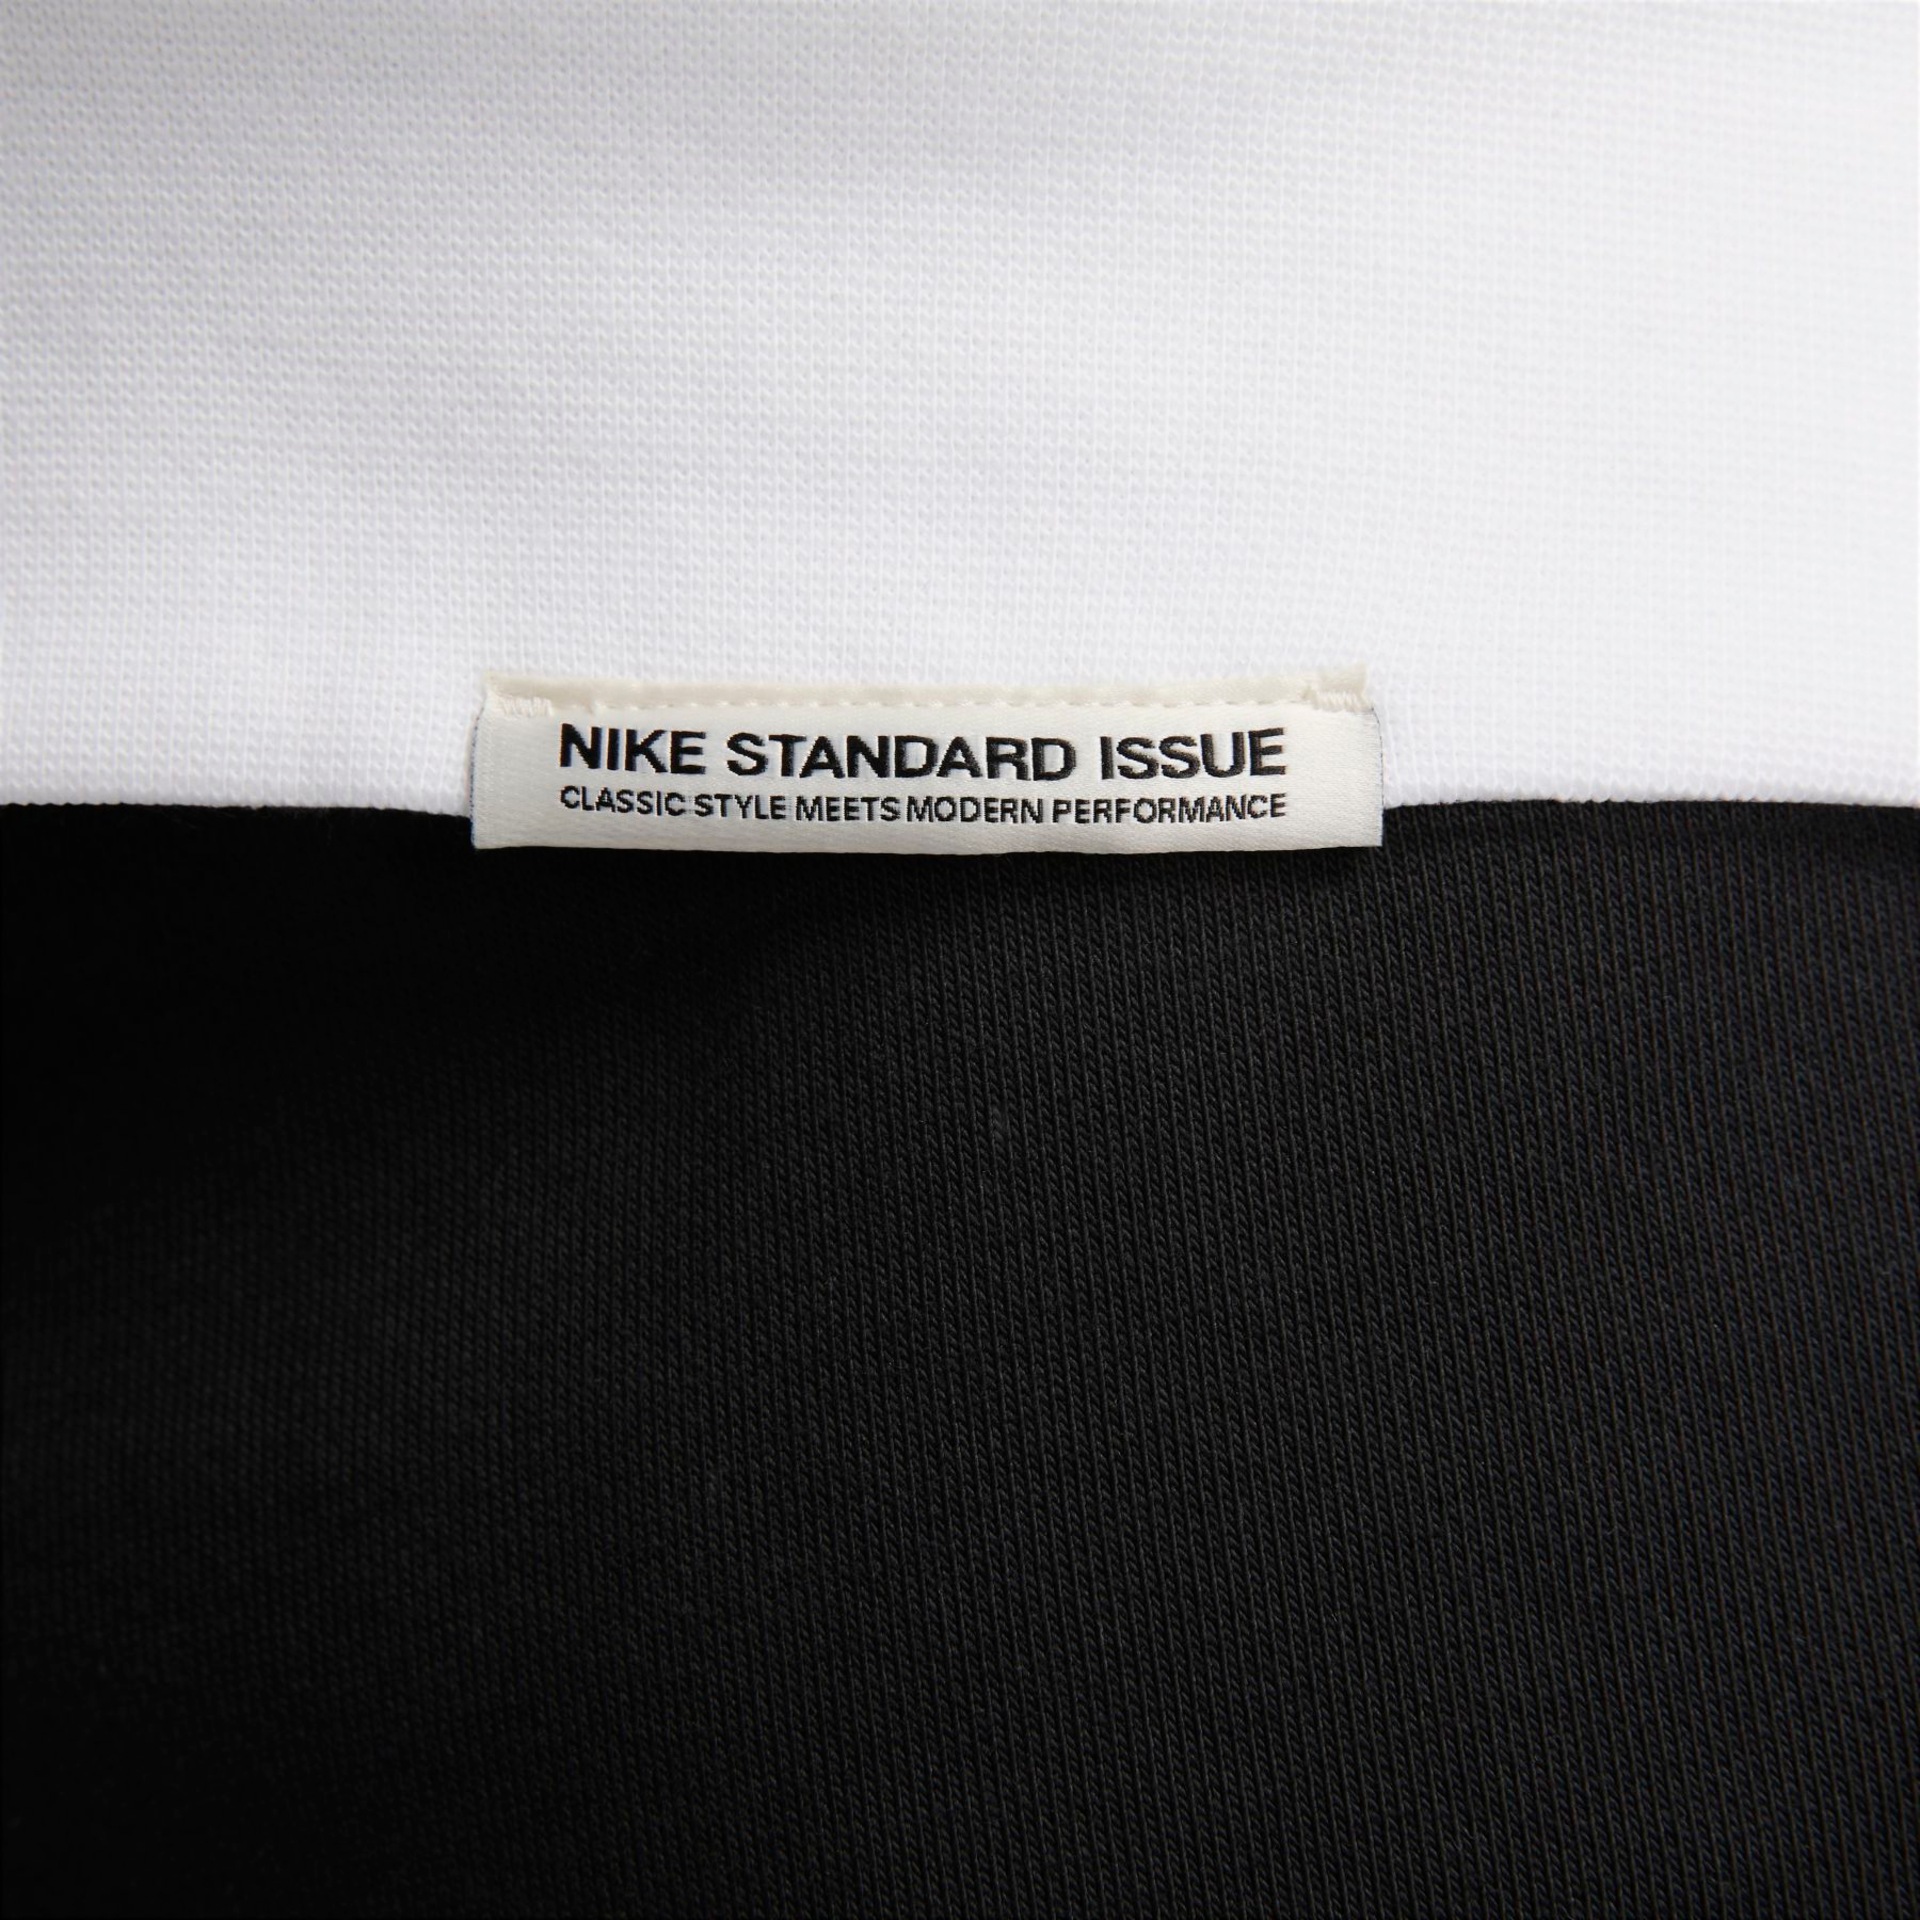 NIKE STANDARD ISSUE
CLASSIC STYLE MEETS MODERN PERFORMANCE